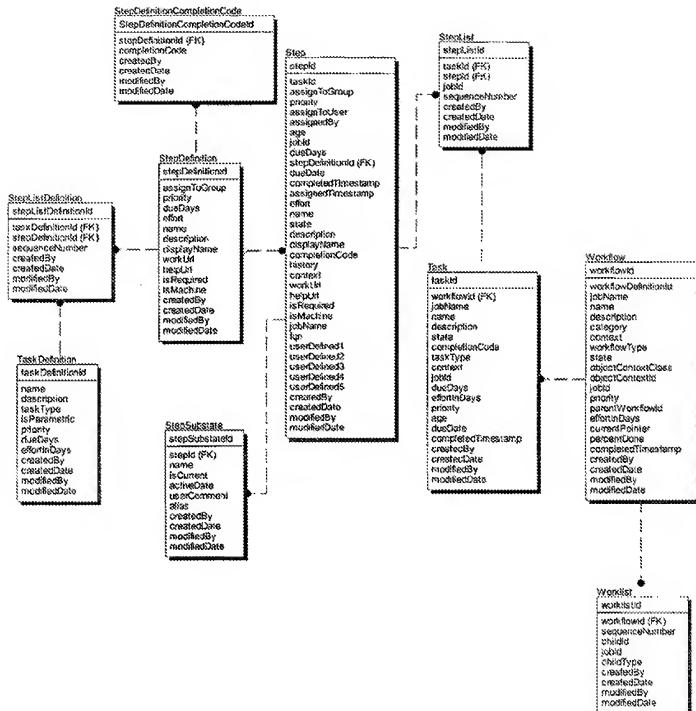 StepDefinitionCompletionCode
StepDefinitionCompletionCodeId
stepDefinitionId (FK)
completionCode
createdBy
createdDate
modifiedBy
modifiedDate
Step
stepId
taskId
assignToGroup
priority
assignToUser
assignedBy
age
jobId
dueDays
stepDefinitionId (FK)
dueDate
completedTimestamp
assignedTimestamp
effort
name
state
description
displayName
completionCode
history
context
workUrl
helpUrl
isRequired
isMachine
jobName
fqn
userDefined1
userDefined2
userDefined3
userDefined4
userDefined5
createdBy
createdDate
modifiedBy
modifiedDate
StepList
stepListId
taskId (FK)
stepId (FK)
jobId
sequenceNumber
createdBy
createdDate
modifiedBy
modifiedDate
StepDefinition
stepDefinitionId
assignToGroup
priority
dueDays
effort
name
description
displayName
workUrl
helpUrl
isRequired
isMachine
createdBy
createdDate
modifiedBy
modifiedDate
StepListDefinition
stepListDefinitionId
taskDefinitionId (FK)
stepDefinitionId (FK)
sequenceNumber
createdBy
createdDate
modifiedBy
modifiedDate
Task
taskId
workflowId (FK)
jobName
name
description
state
completionCode
taskType
context
jobId
dueDays
effortInDays
priority
age
dueDate
completedTimestamp
createdBy
createdDate
modifiedBy
modifiedDate
Workflow
workflowId
workflowDefinitionId
jobName
name
description
category
context
workflowType
state
objectContextClass
objectContextId
jobId
priority
parentWorkflowId
effortInDays
currentPointer
percentDone
completedTimestamp
createdBy
createdDate
modifiedBy
modifiedDate
TaskDefinition
taskDefinitionId
name
description
taskType
isParametric
priority
dueDays
effortInDays
createdBy
createdDate
modifiedBy
modifiedDate
StepSubstate
stepSubstateId
stepId (FK)
name
isCurrent
activeDate
userComment
alias
createdBy
createdDate
modifiedBy
modifiedDate
Worklist
worklistId
workflowId (FK)
sequenceNumber
childId
jobId
childType
createdBy
createdDate
modifiedBy
modifiedDate